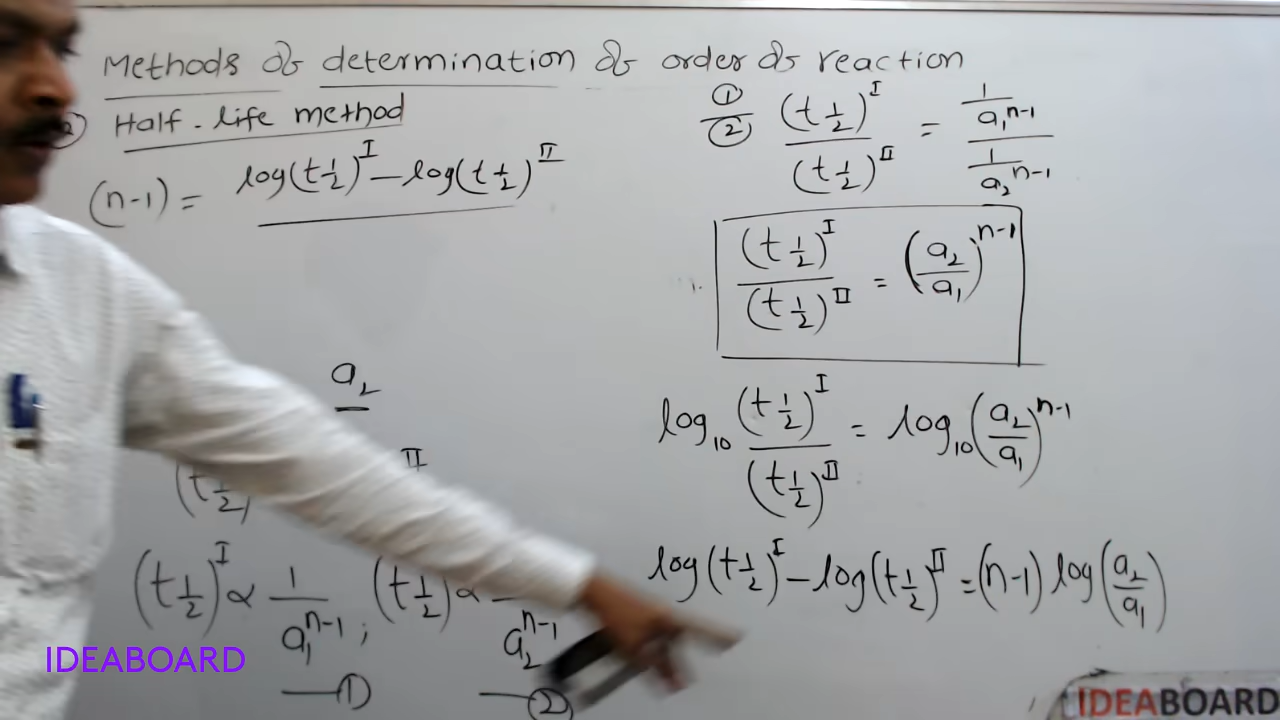 Methods of determination of order of reaction
2) Half-life method
(n-1) = log(t½)^I - log(t½)^II
a₂
II
(t½)
(t½)^I ∝ 1/a₁^n-1 ; (t½) ∝ a₂^n-1
—① —②
①/② (t½)^I/(t½)^II = (1/a₁^n-1)/(1/a₂^n-1)
(t½)^I/(t½)^II = (a₂/a₁)^n-1
log₁₀ (t½)^I/(t½)^II = log₁₀(a₂/a₁)^n-1
log(t½)^I - log(t½)^II = (n-1) log(a₂/a₁)
IDEABOARD
IDEABOARD